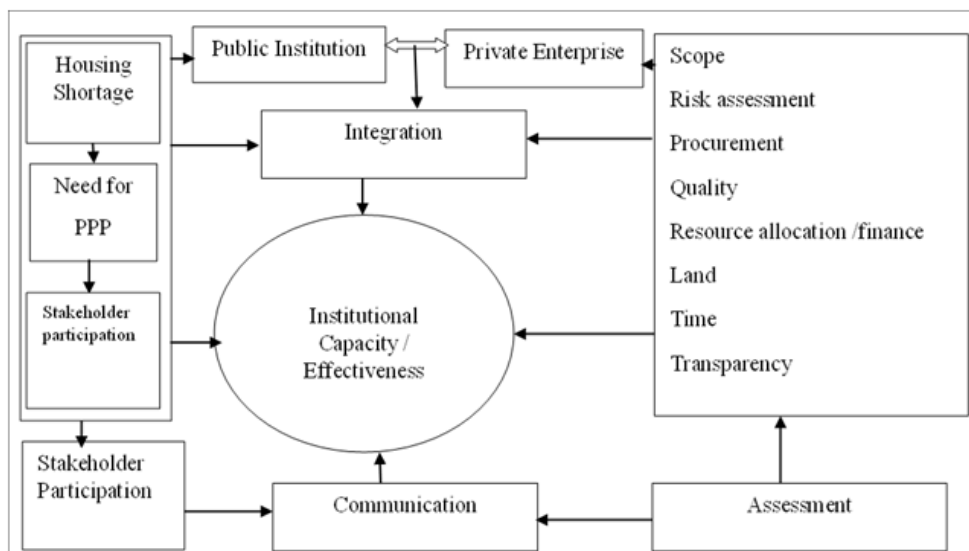 Housing
Shortage
Need for
PPP
Stakeholder
participation
Stakeholder
Participation
Public Institution
Private Enterprise
Integration
Institutional
Capacity /
Effectiveness
Communication
Scope
Risk assessment
Procurement
Quality
Resource allocation /finance
Land
Time
Transparency
Assessment